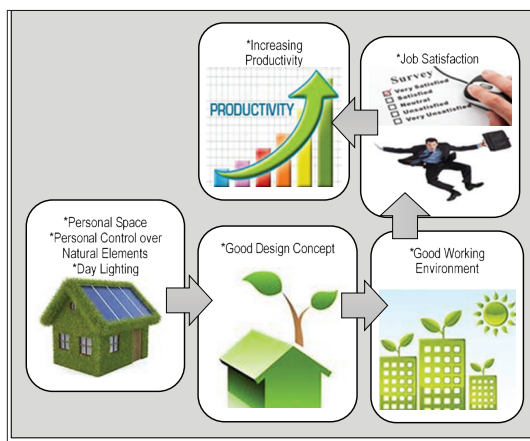 *Increasing
Productivity
PRODUCTIVITY
*Job Satisfaction
Survey
Very Satisfied
Satisfied
Neutral
Unsatisfied
Very Unsatisfied
*Personal Space
*Personal Control over
Natural Elements
*Day Lighting
*Good Design Concept
*Good Working
Environment